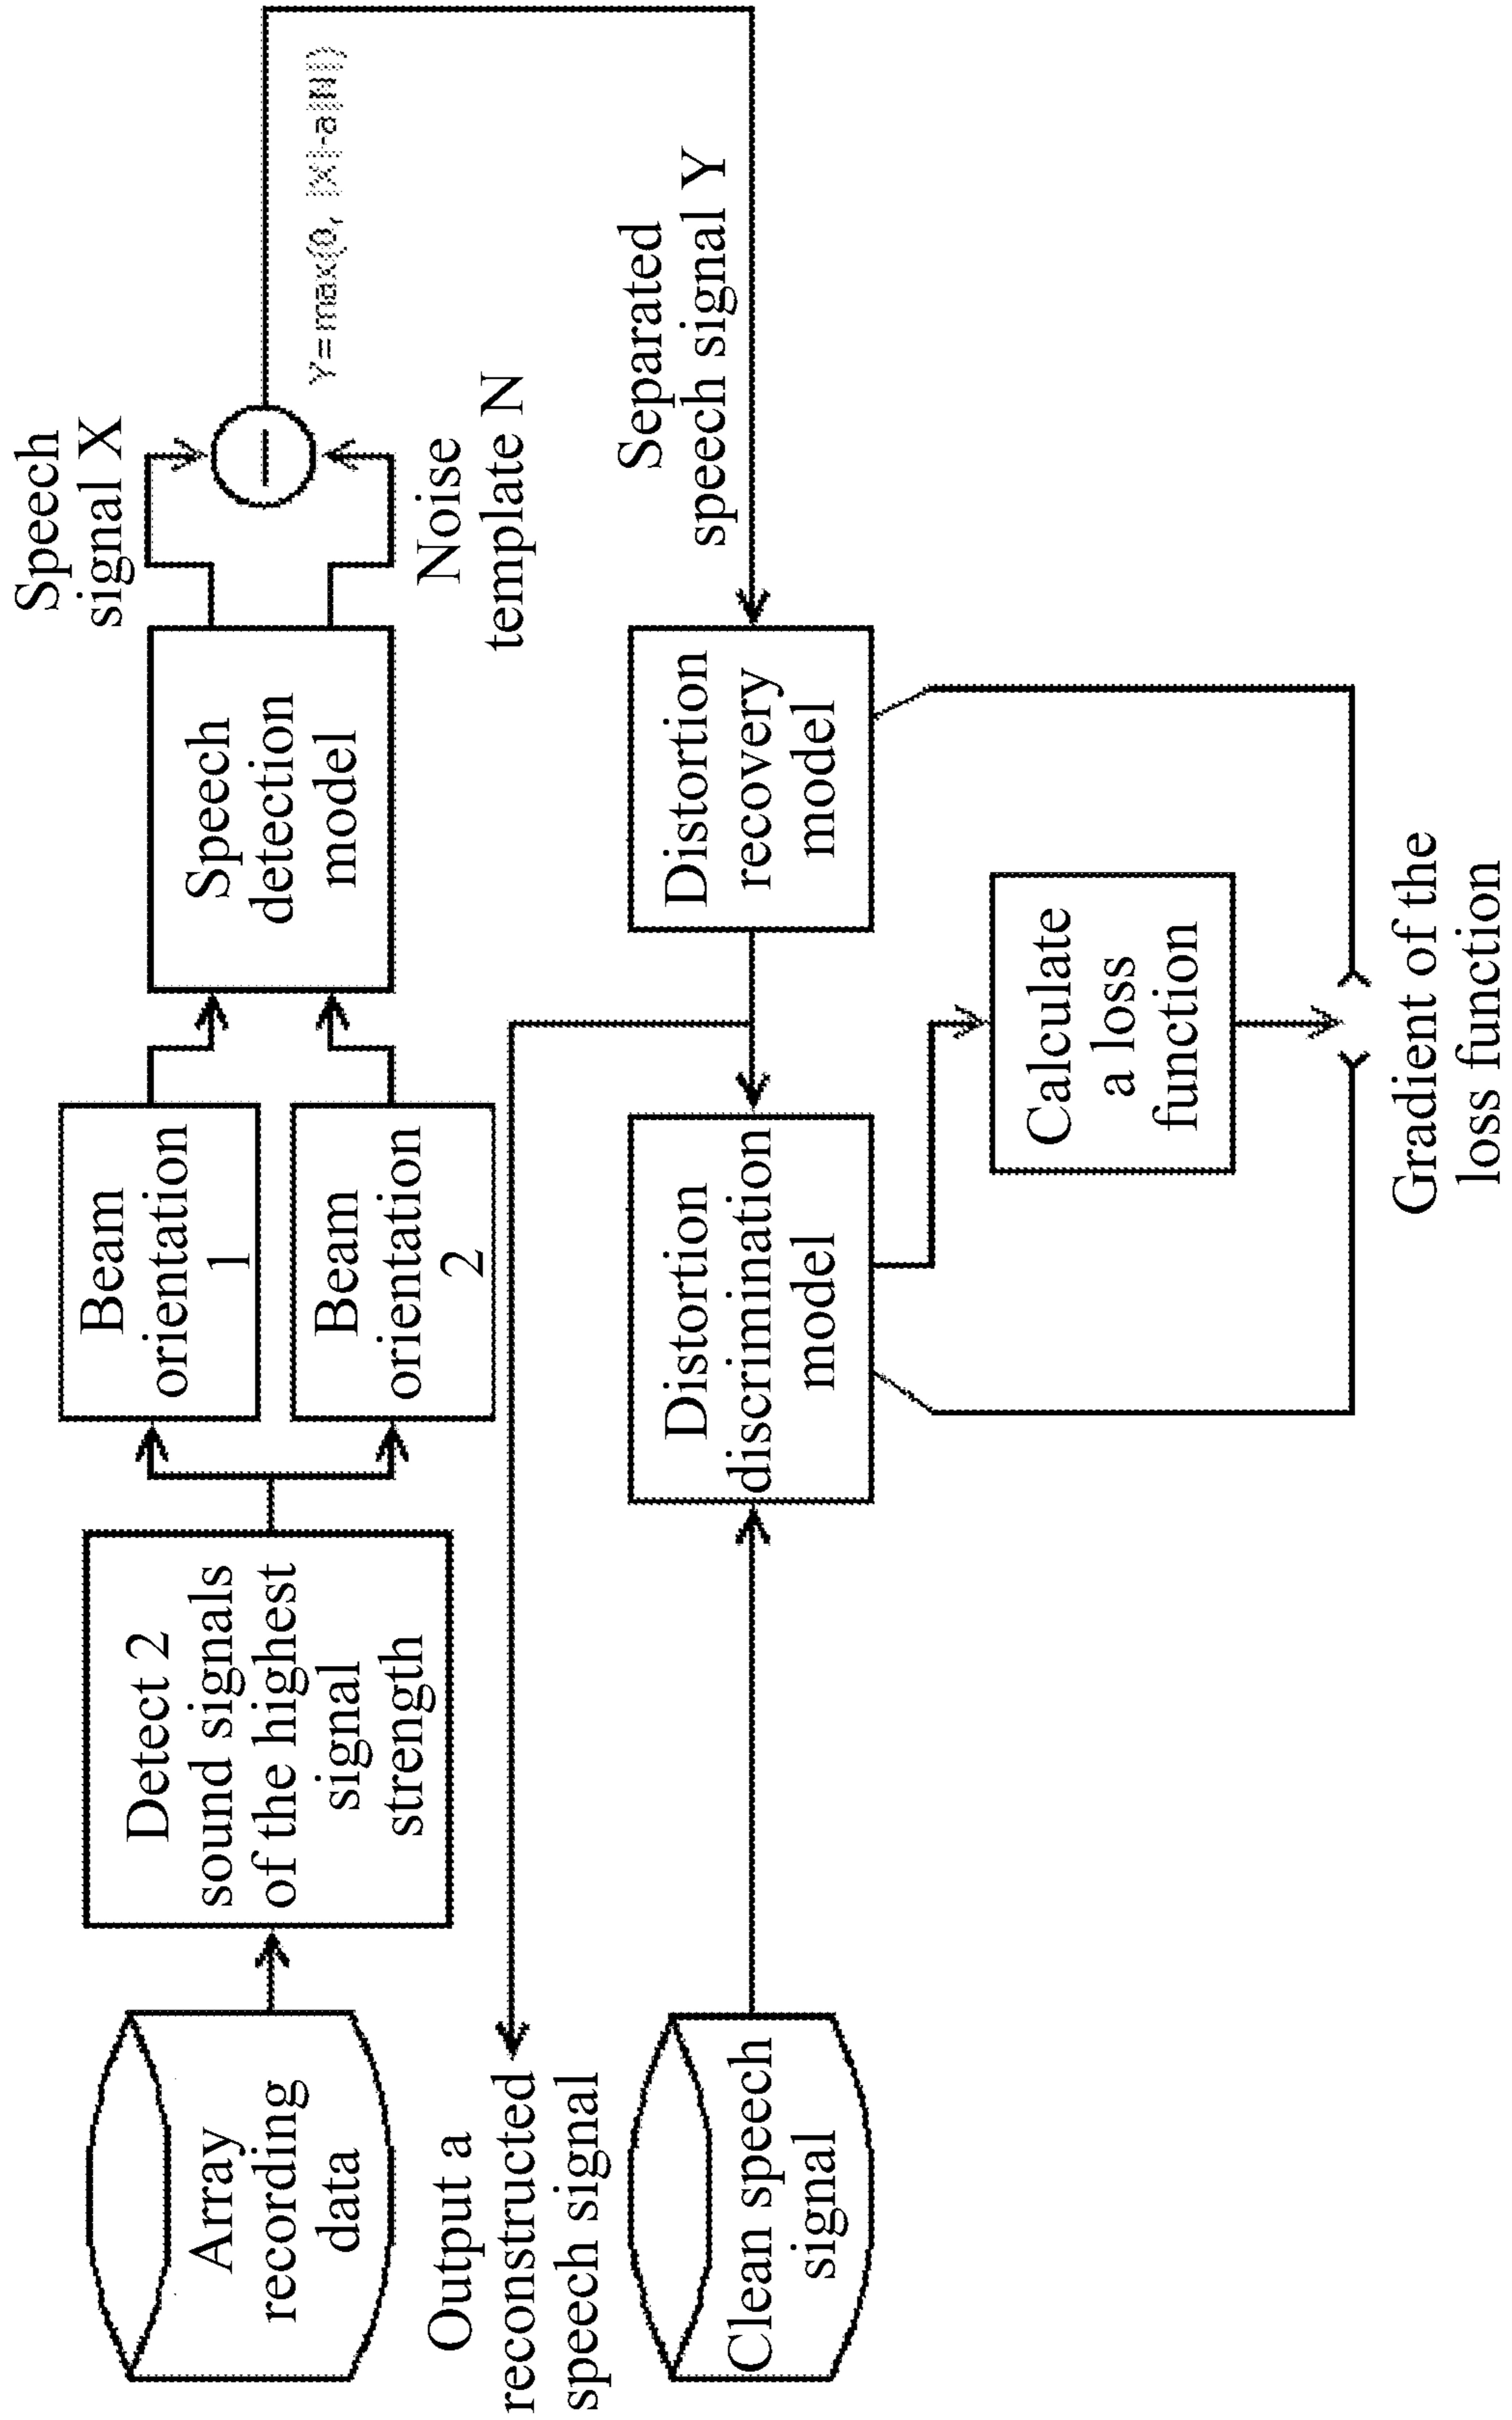 Array
recording
data
Detect 2
sound signals
of the highest
signal
strength
Beam
orientation
1
Beam
orientation
2
Speech
detection
model
Speech
signal X
Noise
template N
Y=max(0, |X|-a|N|)
Output a
reconstructed
speech signal
Separated
speech signal Y
Clean speech
signal
Distortion
discrimination
model
Distortion
recovery
model
Calculate
a loss
function
Gradient of the
loss function